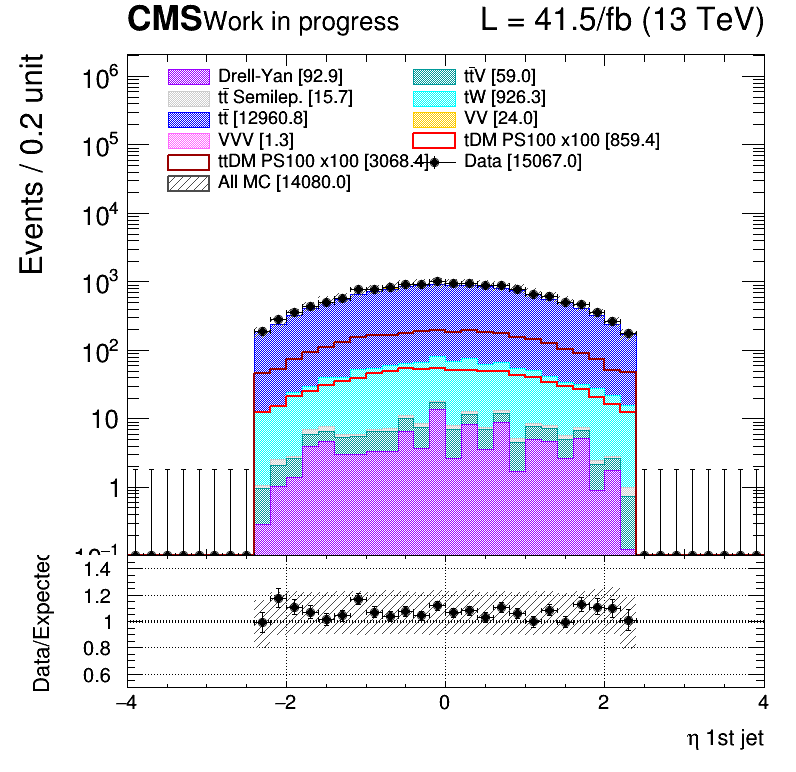 CMS Work in progress L = 41.5/fb (13 TeV)
Drell-Yan [92.9] tt̄V [59.0]
tt̄ Semilep. [15.7] tW [926.3]
tt̄ [12960.8] VV [24.0]
VVV [1.3] tDM PS100 x100 [859.4]
ttDM PS100 x100 [3068.4] Data [15067.0]
All MC [14080.0]
Events / 0.2 unit
10⁶
10⁵
10⁴
10³
10²
10
1
10⁻¹
Data/Expected
1.4
1.2
1
0.8
0.6
−4 −2 0 2 4
η 1st jet